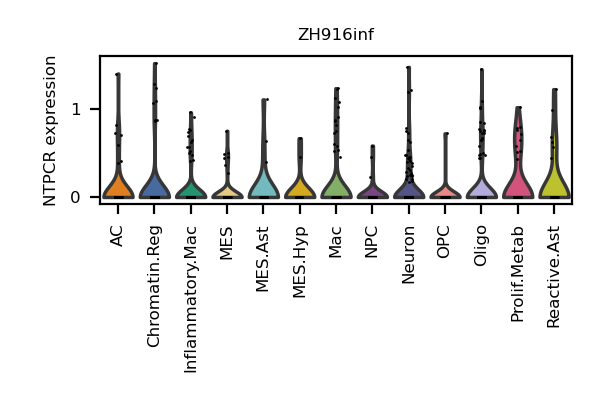 ZH916inf
NTPCR expression
1
0
AC
Chromatin.Reg
Inflammatory.Mac
MES
MES.Ast
MES.Hyp
Mac
NPC
Neuron
OPC
Oligo
Prolif.Metab
Reactive.Ast